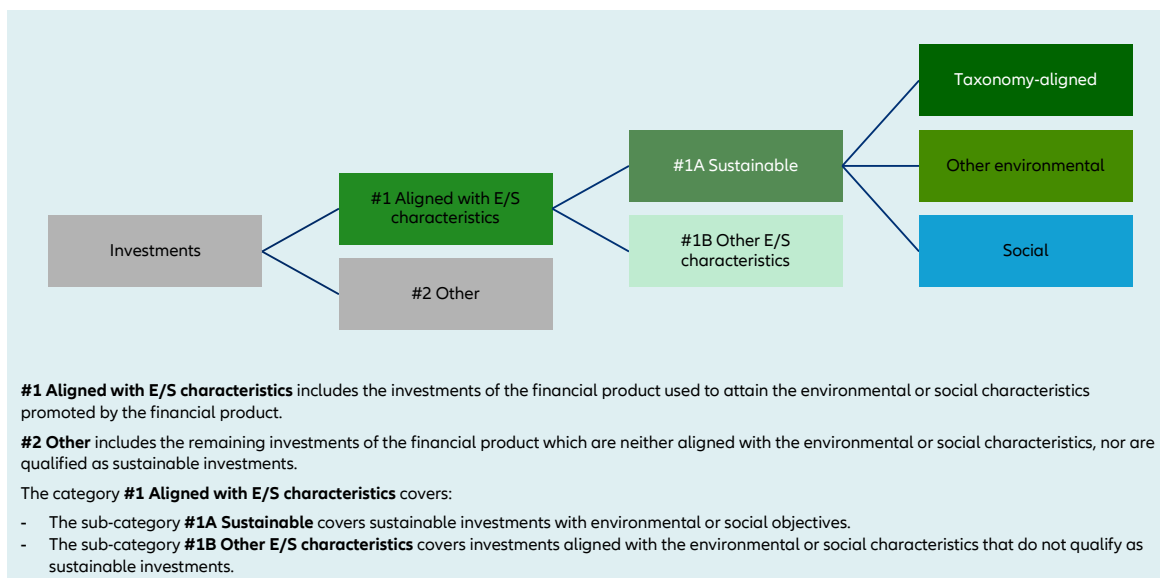 Taxonomy-aligned
#1A Sustainable
Other environmental
#1 Aligned with E/S
characteristics
#1B Other E/S
characteristics
Investments
Social
#2 Other
#1 Aligned with E/S characteristics includes the investments of the financial product used to attain the environmental or social characteristics
promoted by the financial product.
#2 Other includes the remaining investments of the financial product which are neither aligned with the environmental or social characteristics, nor are
qualified as sustainable investments.
The category #1 Aligned with E/S characteristics covers:
- The sub-category #1A Sustainable covers sustainable investments with environmental or social objectives.
- The sub-category #1B Other E/S characteristics covers investments aligned with the environmental or social characteristics that do not qualify as
sustainable investments.